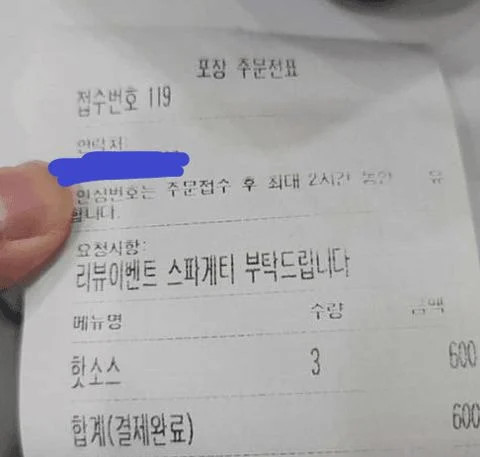 포장 주문전표
접수번호 119
연락처:
안심번호는 주문접수 후 최대 2시간 동안 유
합니다.
요청사항:
리뷰이벤트 스파게티 부탁드립니다
메뉴명 수량 금액
핫소스 3 600
합계(결제완료) 600